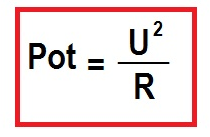 Pot = U²/R